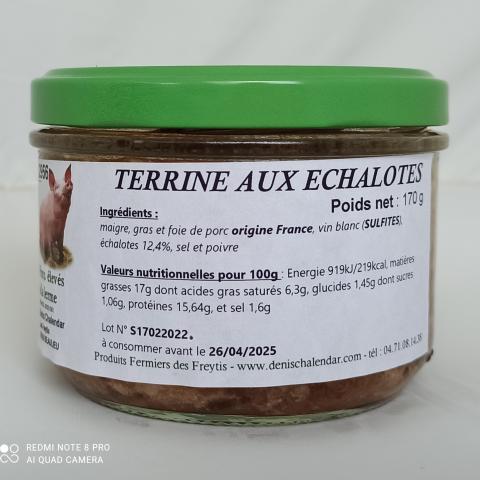 1966
TERRINE AUX ECHALOTES
Poids net : 170 g
Ingrédients :
maigre, gras et foie de porc origine France, vin blanc (SULFITES),
échalotes 12,4%, sel et poivre
Valeurs nutritionnelles pour 100g : Energie 919kJ/219kcal, matières
grasses 17g dont acides gras saturés 6,3g, glucides 1,45g dont sucres
1,06g, protéines 15,64g, et sel 1,6g
élevés
ferme
Chalendar
Lot N° S17022022.
à consommer avant le 26/04/2025
Produits Fermiers des Freytis - www.denischalendar.com - tél : 04.71.08.14.
REDMI NOTE 8 PRO
AI QUAD CAMERA